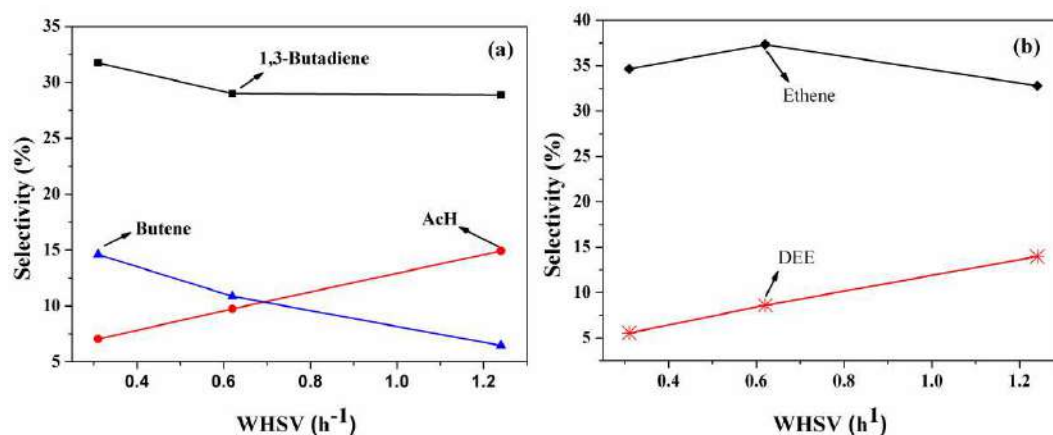 (a)
35
30
25
20
15
10
5
Selectivity (%)
1,3-Butadiene
Butene
AcH
0.4
0.6
0.8
1.0
1.2
WHSV (h-1)
(b)
40
35
30
25
20
15
10
5
Selectivity (%)
Ethene
DEE
0.4
0.6
0.8
1.0
1.2
WHSV (h1)